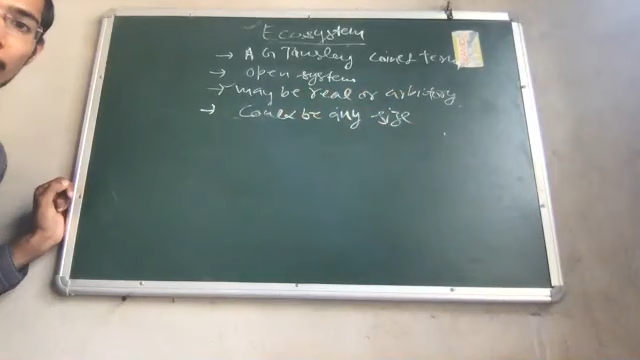 Ecosystem
→ A G Tansley coined term
→ open system
→ may be real or arbitrary
→ Could be any size